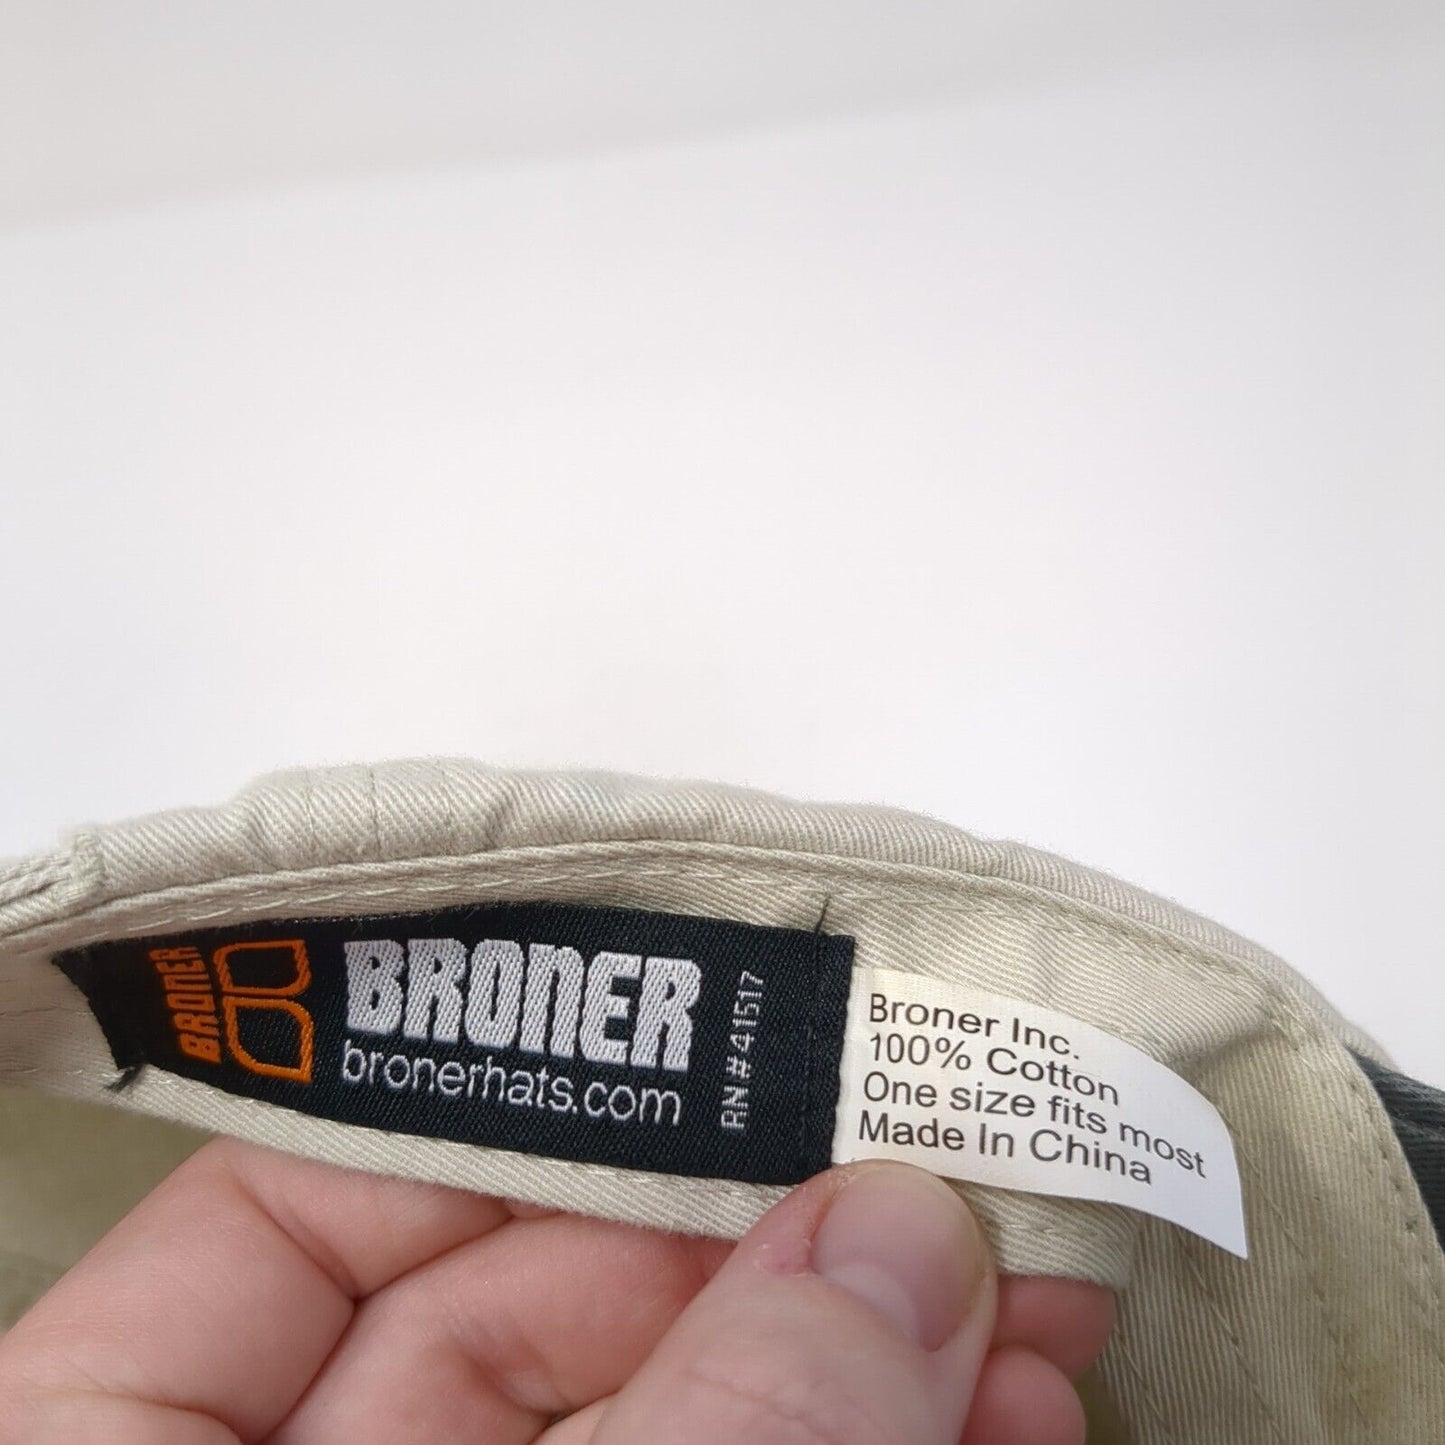 BRONER
BRONER
bronerhats.com
RN#41517
Broner Inc.
100% Cotton
One size fits most
Made In China